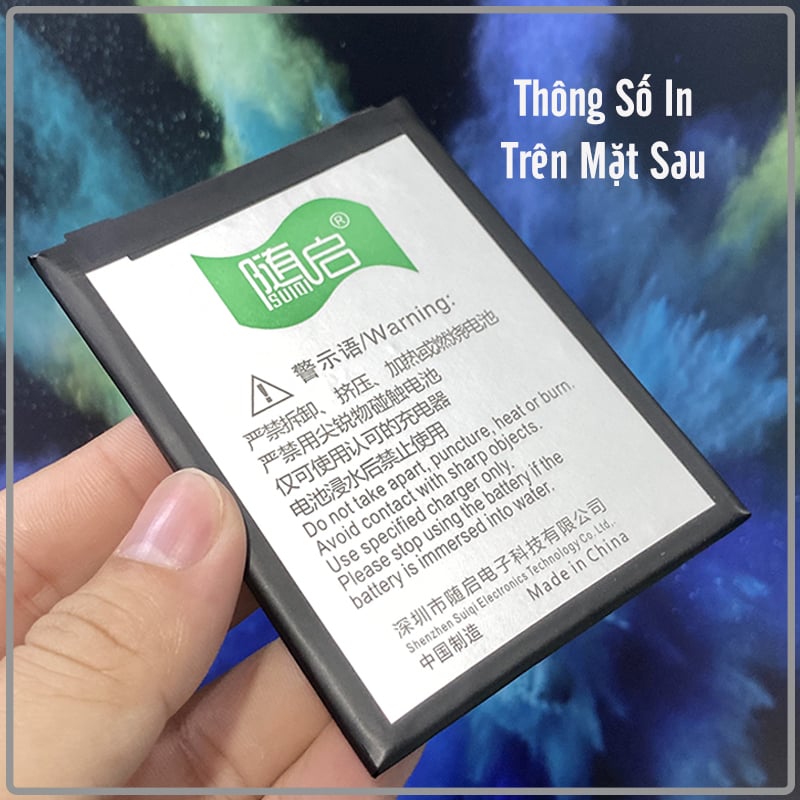 Thông Số In
Trên Mặt Sau
随启®
SUIQI
警示语/Warning:
严禁拆卸、挤压、加热或燃烧电池
严禁用尖锐物碰触电池
仅可使用认可的充电器
电池浸水后禁止使用
Do not take apart, puncture, heat or burn.
Avoid contact with sharp objects.
Use specified charger only.
Please stop using the battery if the
battery is immersed into water.
深圳市随启电子科技有限公司
Shenzhen Suiqi Electronics Technology Co, Ltd,.
中国制造
Made in China